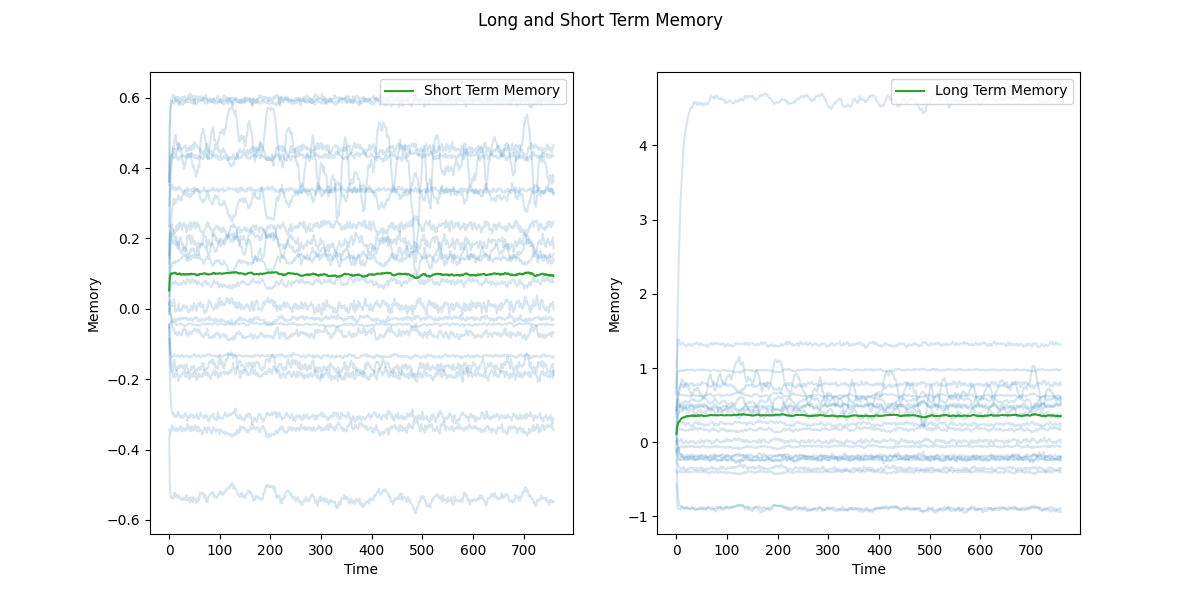 Long and Short Term Memory
Short Term Memory
0.6
0.4
0.2
0.0
−0.2
−0.4
−0.6
Memory
0 100 200 300 400 500 600 700
Time
Long Term Memory
4
3
2
1
0
−1
Memory
0 100 200 300 400 500 600 700
Time